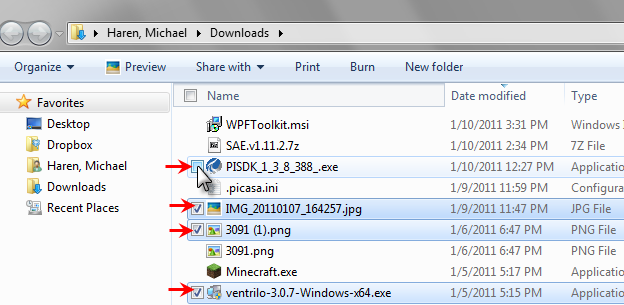 Haren, Michael Downloads
Organize Preview Share with Print Burn New folder
Favorites
Desktop
Dropbox
Haren, Michael
Downloads
Recent Places
Name Date modified Type
WPFToolkit.msi 1/10/2011 3:31 PM Windows
SAE.v1.11.2.7z 1/10/2011 2:34 PM 7Z File
PISDK_1_3_8_388_.exe 1/10/2011 12:27 PM Applicatio
.picasa.ini 1/9/2011 11:59 PM Configura
IMG_20110107_164257.jpg 1/9/2011 11:47 PM JPG File
3091 (1).png 1/6/2011 6:47 PM PNG File
3091.png 1/6/2011 6:47 PM PNG File
Minecraft.exe 1/5/2011 5:17 PM Applicatio
ventrilo-3.0.7-Windows-x64.exe 1/5/2011 5:15 PM Applicatio